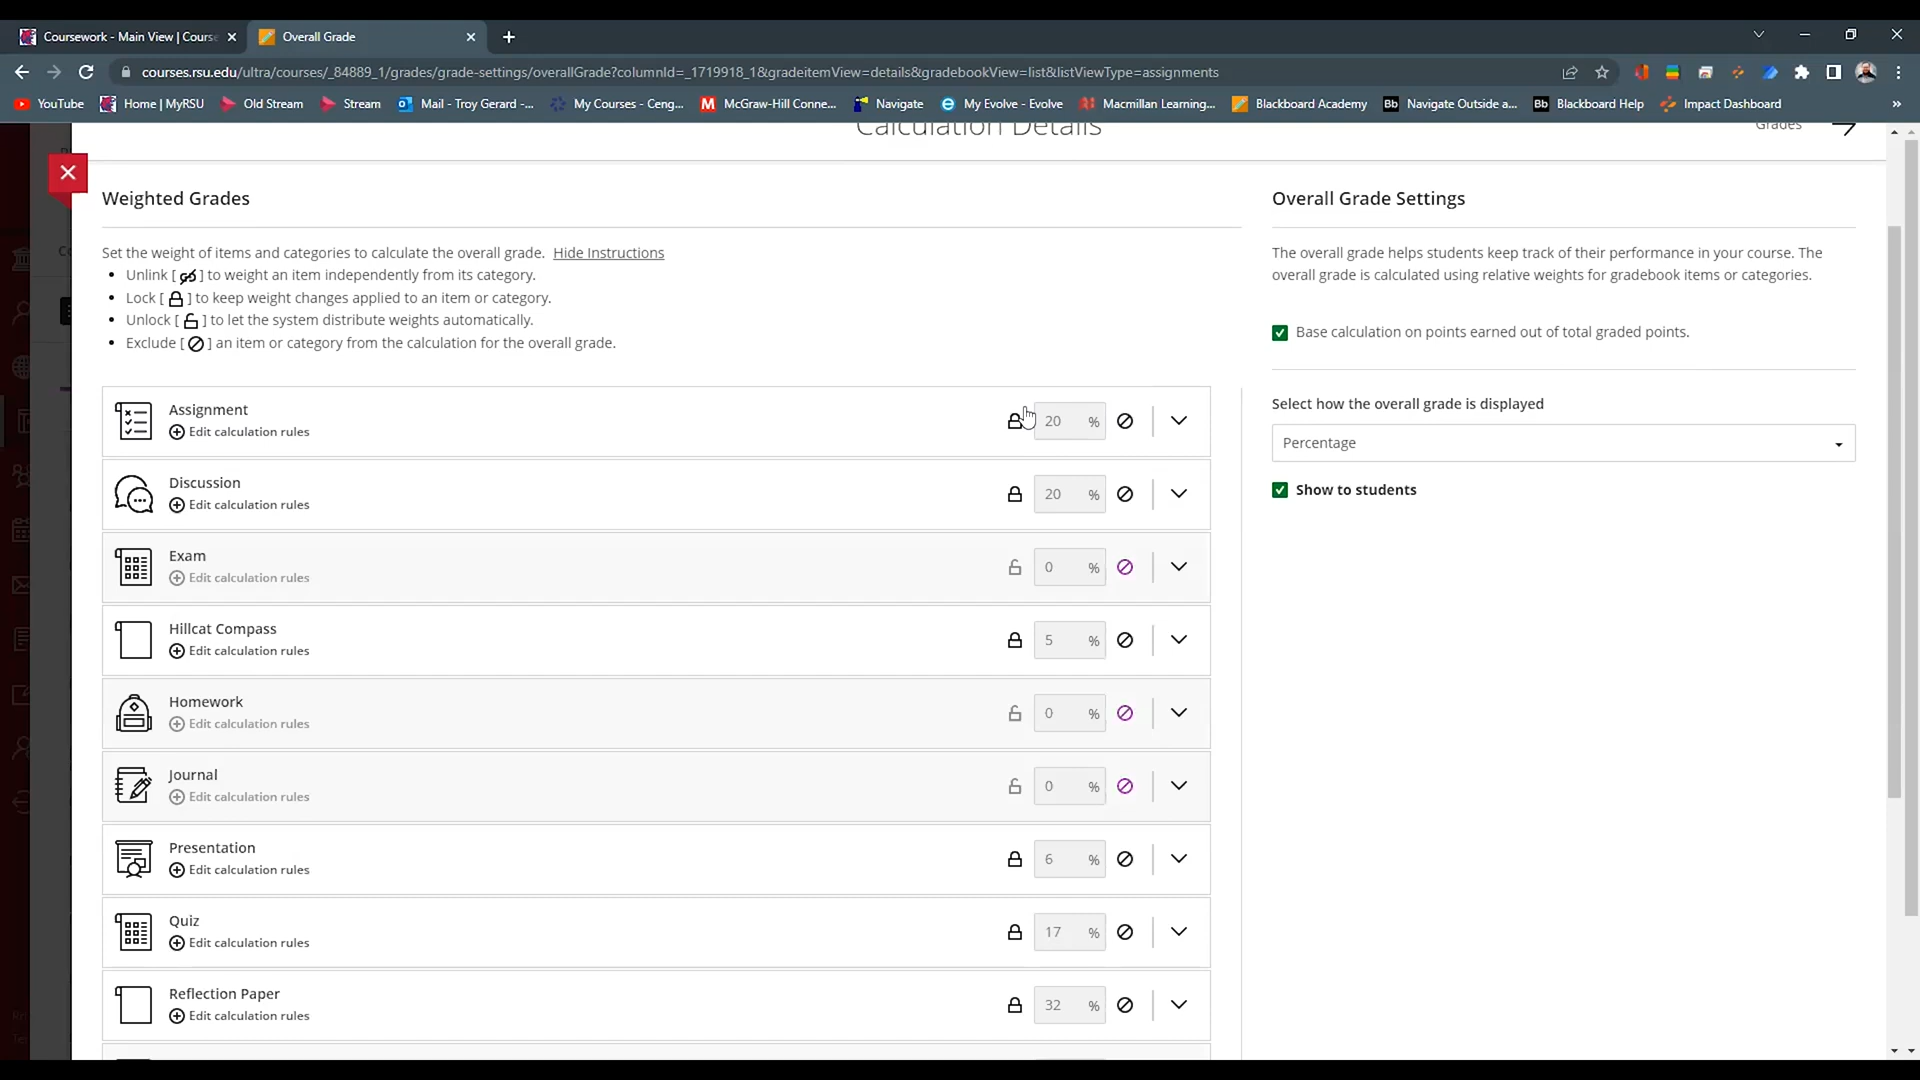 Coursework - Main View | Course
Overall Grade
courses.rsu.edu/ultra/courses/_84889_1/grades/grade-settings/overallGrade?columnId=_1719918_1&gradeitemView=details&gradebookView=list&listViewType=assignments
YouTube
Home | MyRSU
Old Stream
Stream
Mail - Troy Gerard -...
My Courses - Ceng...
McGraw-Hill Conne...
Navigate
My Evolve - Evolve
Macmillan Learning...
Blackboard Academy
Bb Navigate Outside a...
Bb Blackboard Help
Impact Dashboard
»
Calculation Details
Grades
Weighted Grades
Set the weight of items and categories to calculate the overall grade. Hide Instructions
• Unlink [ ] to weight an item independently from its category.
• Lock [ ] to keep weight changes applied to an item or category.
• Unlock [ ] to let the system distribute weights automatically.
• Exclude [ ] an item or category from the calculation for the overall grade.
Assignment
Edit calculation rules
20 %
Discussion
Edit calculation rules
20 %
Exam
Edit calculation rules
0 %
Hillcat Compass
Edit calculation rules
5 %
Homework
Edit calculation rules
0 %
Journal
Edit calculation rules
0 %
Presentation
Edit calculation rules
6 %
Quiz
Edit calculation rules
17 %
Reflection Paper
Edit calculation rules
32 %
Overall Grade Settings
The overall grade helps students keep track of their performance in your course. The
overall grade is calculated using relative weights for gradebook items or categories.
Base calculation on points earned out of total graded points.
Select how the overall grade is displayed
Percentage
Show to students